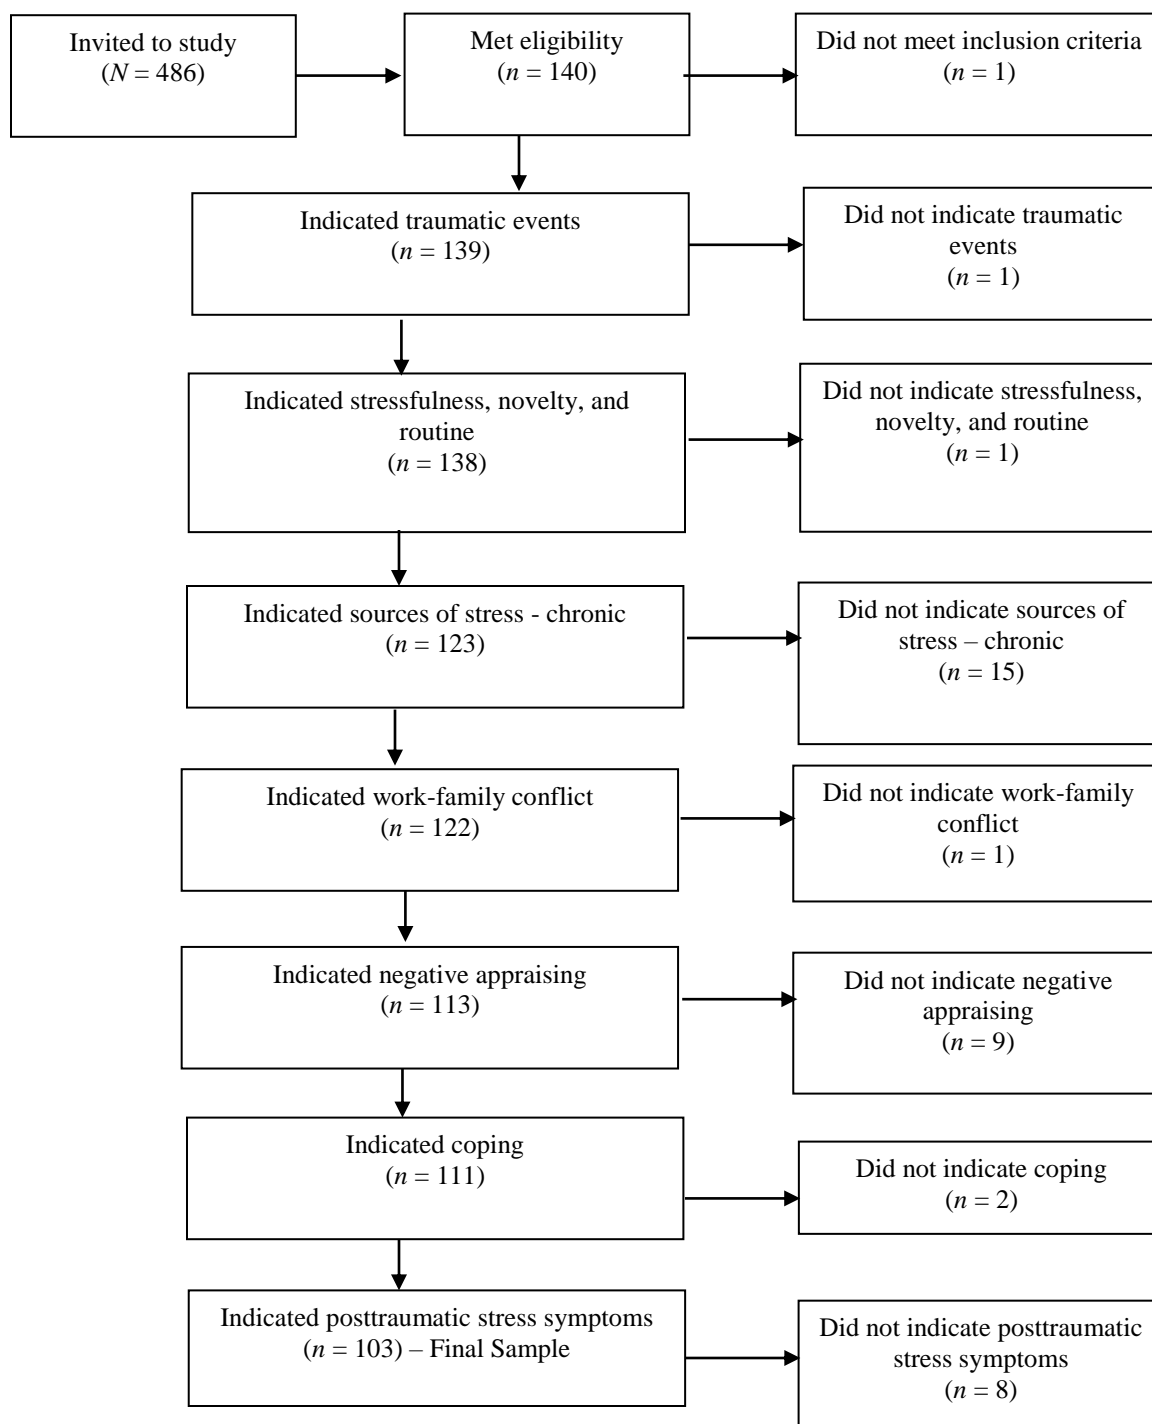 Invited to study
(N = 486)
Met eligibility
(n = 140)
Did not meet inclusion criteria
(n = 1)
Indicated traumatic events
(n = 139)
Did not indicate traumatic
events
(n = 1)
Indicated stressfulness, novelty, and
routine
(n = 138)
Did not indicate stressfulness,
novelty, and routine
(n = 1)
Indicated sources of stress - chronic
(n = 123)
Did not indicate sources of
stress – chronic
(n = 15)
Indicated work-family conflict
(n = 122)
Did not indicate work-family
conflict
(n = 1)
Indicated negative appraising
(n = 113)
Did not indicate negative
appraising
(n = 9)
Indicated coping
(n = 111)
Did not indicate coping
(n = 2)
Indicated posttraumatic stress symptoms
(n = 103) – Final Sample
Did not indicate posttraumatic
stress symptoms
(n = 8)